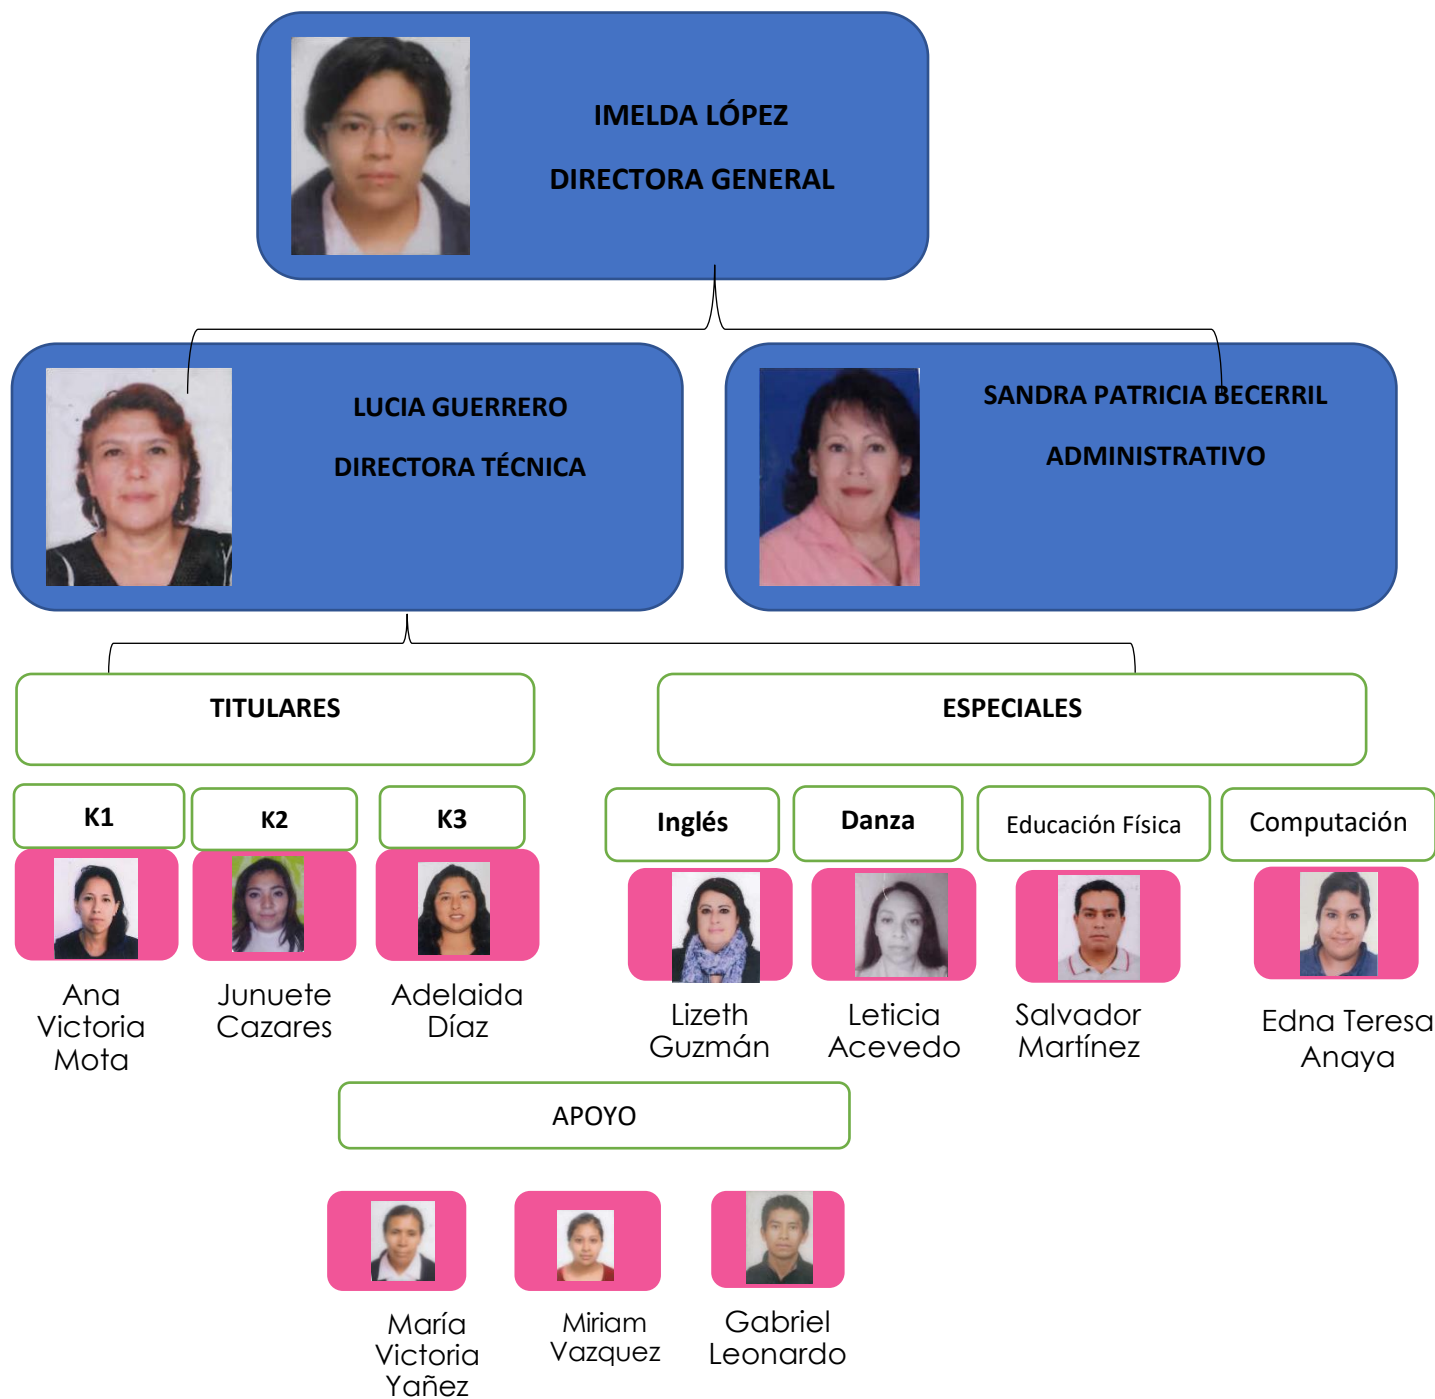 IMELDA LÓPEZ
DIRECTORA GENERAL
LUCIA GUERRERO
DIRECTORA TÉCNICA
SANDRA PATRICIA BECERRIL
ADMINISTRATIVO
TITULARES
ESPECIALES
K1
K2
K3
Inglés
Danza
Educación Física
Computación
Ana
Victoria
Mota
Junuete
Cazares
Adelaida
Díaz
Lizeth
Guzmán
Leticia
Acevedo
Salvador
Martínez
Edna Teresa
Anaya
APOYO
María
Victoria
Yañez
Miriam
Vazquez
Gabriel
Leonardo